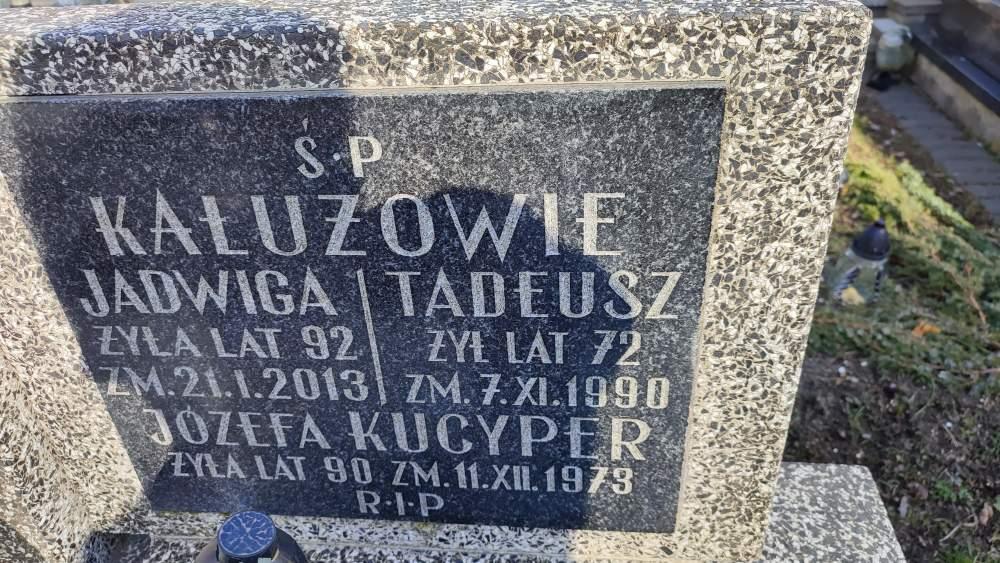 Ś·P
KAŁUŻOWIE
JADWIGA TADEUSZ
ŻYŁA LAT 92 ŻYŁ LAT 72
ZM. 21.I.2013 ZM. 7.XI.1990
JÓZEFA KUCYPER
ŻYŁA LAT 90 ZM. 11.XII.1973
R·I·P